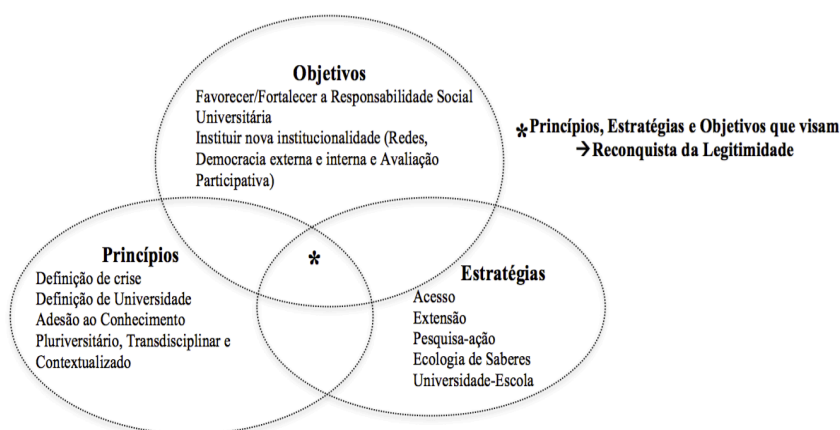 Objetivos
Favorecer/Fortalecer a Responsabilidade Social
Universitária
Instituir nova institucionalidade (Redes,
Democracia externa e interna e Avaliação
Participativa)
*Princípios, Estratégias e Objetivos que visam
→Reconquista da Legitimidade
Princípios
Definição de crise
Definição de Universidade
Adesão ao Conhecimento
Pluriversitário, Transdisciplinar e
Contextualizado
*
Estratégias
Acesso
Extensão
Pesquisa-ação
Ecologia de Saberes
Universidade-Escola